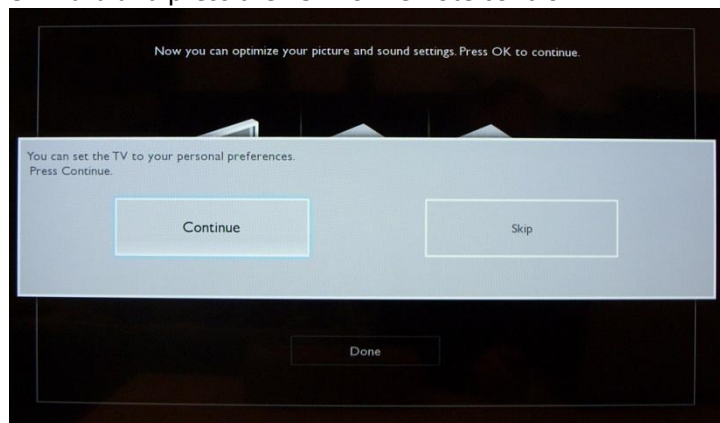 Now you can optimize your picture and sound settings. Press OK to continue.
You can set the TV to your personal preferences.
Press Continue.
Continue
Skip
Done